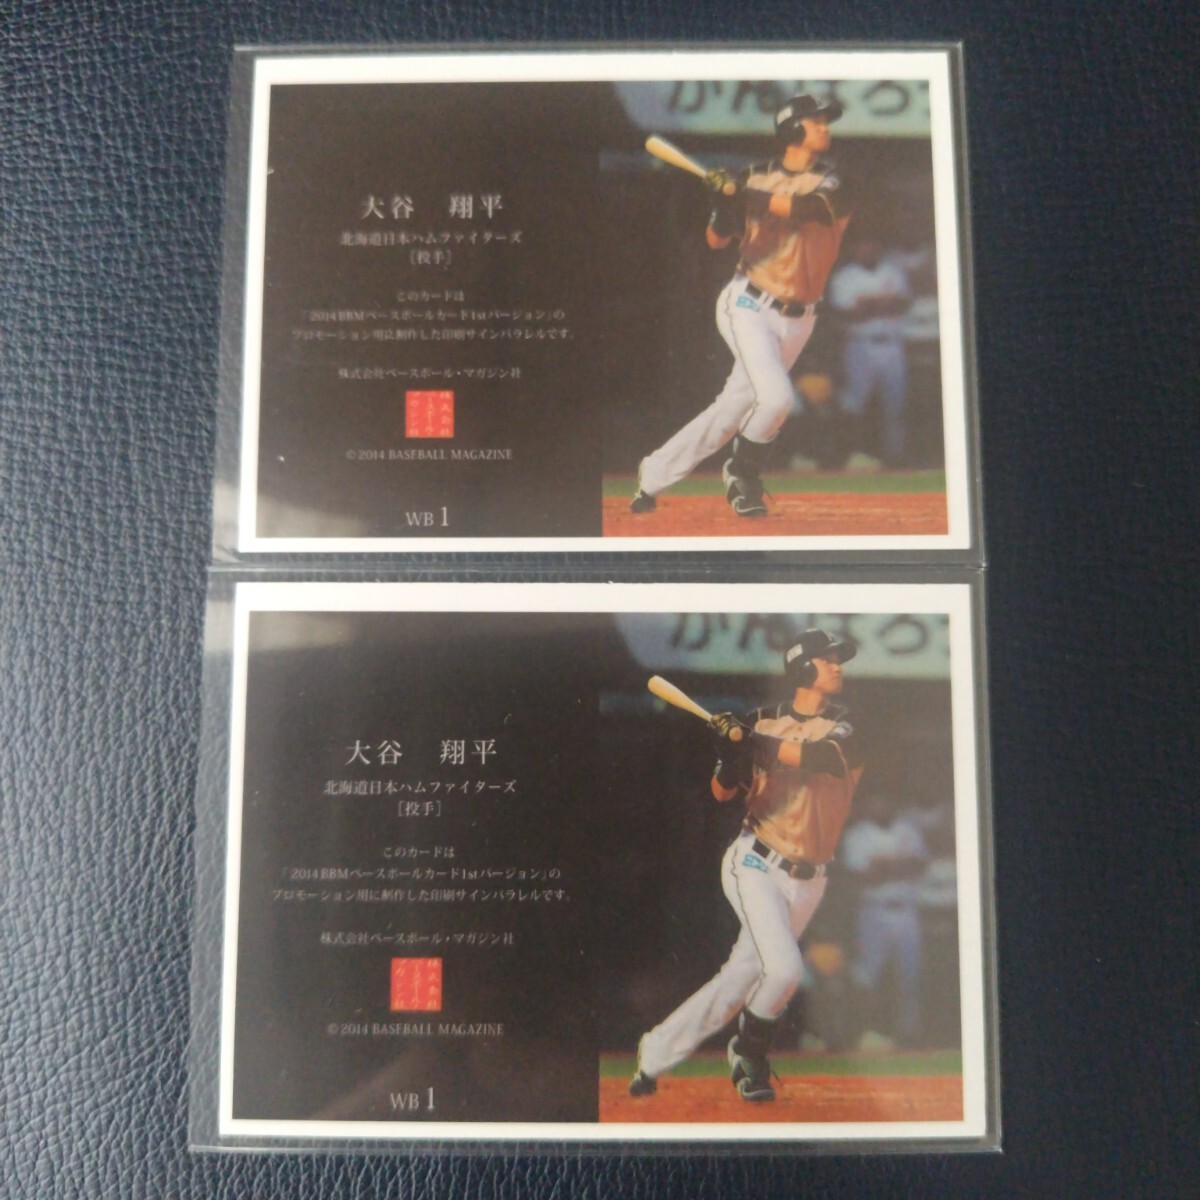 がんばろ
大谷 翔平
北海道日本ハムファイターズ
[投手]
このカードは
「2014 BBMベースボールカード1stバージョン」の
プロモーション用に制作した印刷サインパラレルです。
株式会社ベースボール・マガジン社
© 2014 BASEBALL MAGAZINE
WB 1
がんばろ
大谷 翔平
北海道日本ハムファイターズ
[投手]
このカードは
「2014 BBMベースボールカード1stバージョン」の
プロモーション用に制作した印刷サインパラレルです。
株式会社ベースボール・マガジン社
© 2014 BASEBALL MAGAZINE
WB 1